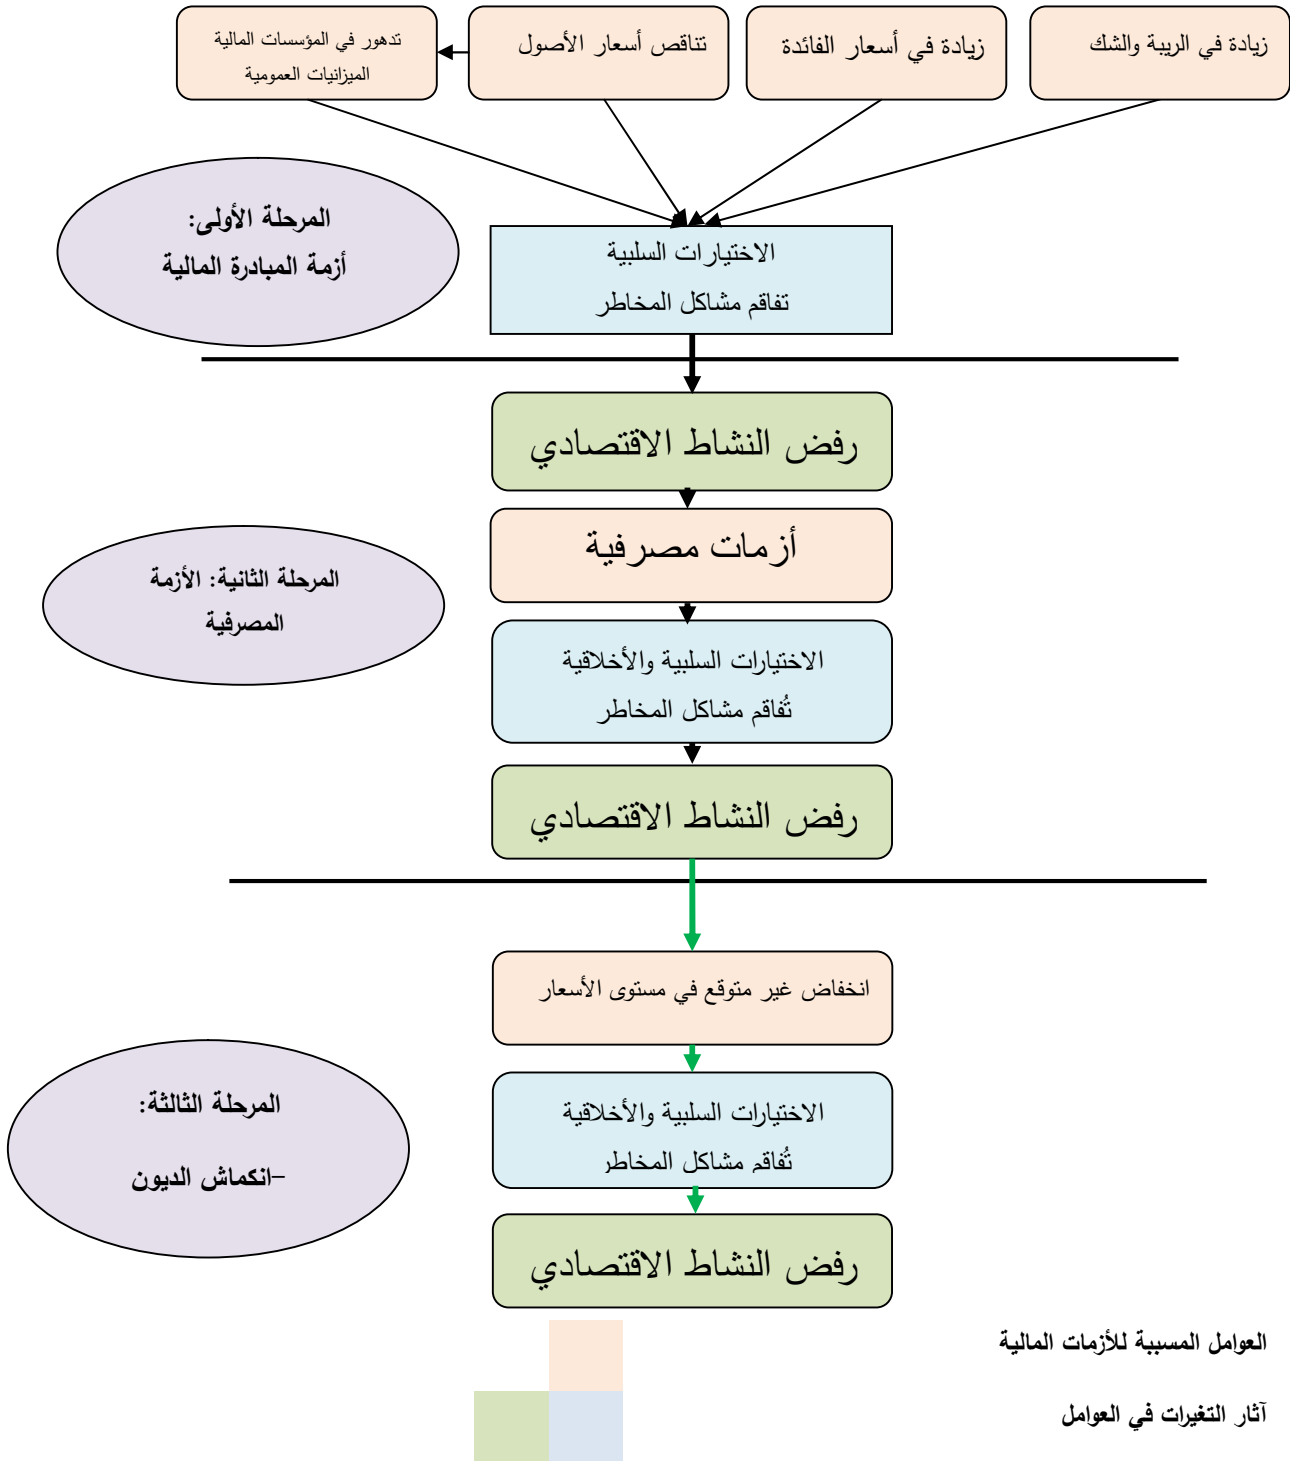 زيادة في الريبة والشك
زيادة في أسعار الفائدة
تناقص أسعار الأصول
تدهور في المؤسسات المالية
الميزانيات العمومية
المرحلة الأولى:
أزمة المبادرة المالية
الاختيارات السلبية
تفاقم مشاكل المخاطر
رفض النشاط الاقتصادي
أزمات مصرفية
المرحلة الثانية: الأزمة
المصرفية
الاختيارات السلبية والأخلاقية
تُفاقم مشاكل المخاطر
رفض النشاط الاقتصادي
انخفاض غير متوقع في مستوى الأسعار
المرحلة الثالثة:
–انكماش الديون
الاختيارات السلبية والأخلاقية
تُفاقم مشاكل المخاطر
رفض النشاط الاقتصادي
العوامل المسببة للأزمات المالية
آثار التغيرات في العوامل